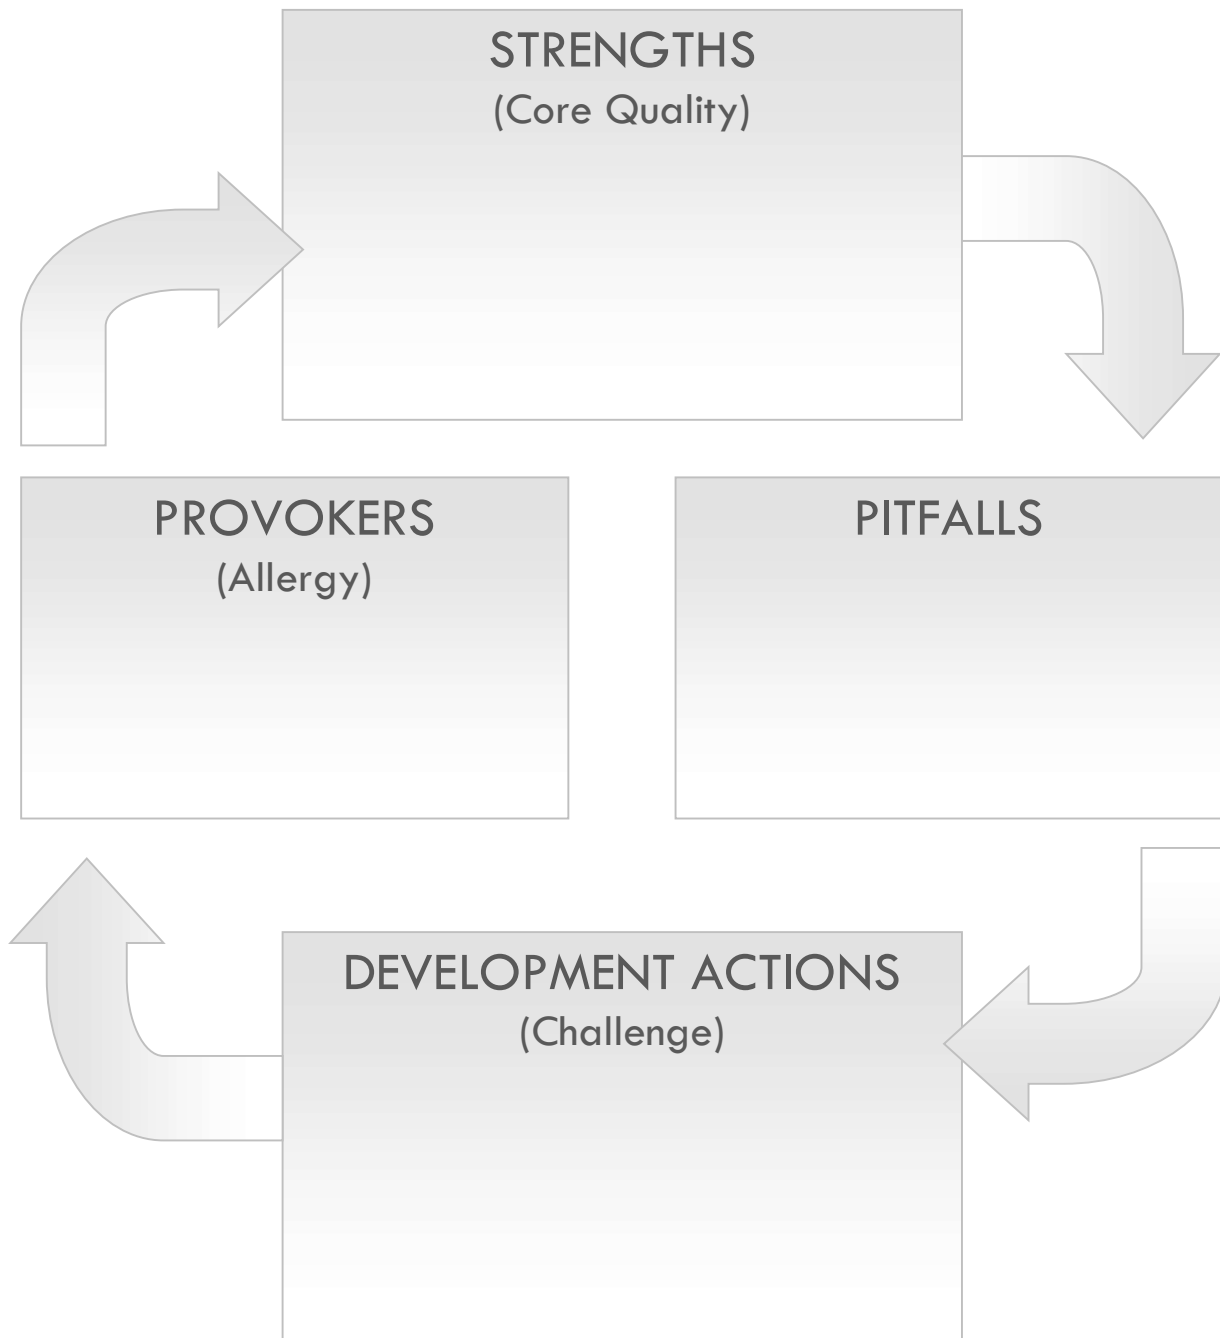 STRENGTHS
(Core Quality)
PROVOKERS
(Allergy)
PITFALLS
DEVELOPMENT ACTIONS
(Challenge)